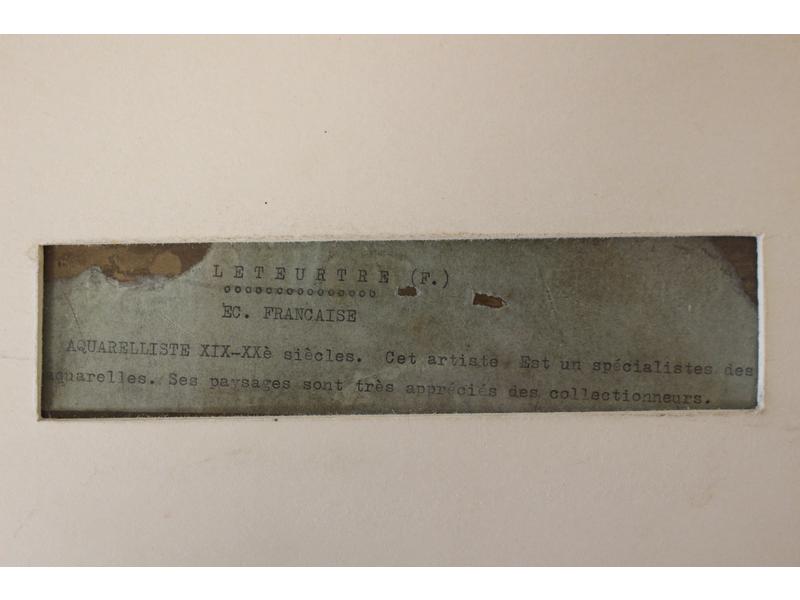 LETEURTRE (F.)
ooooooooooooooo
EC. FRANCAISE
AQUARELLISTE XIX-XXè siècles. Cet artiste Est un spécialistes des
aquarelles. Ses paysages sont très appréciés des collectionneurs.